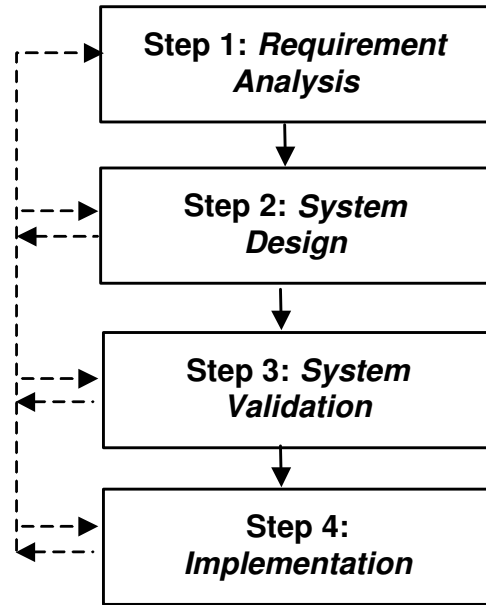 Step 1: Requirement
Analysis
Step 2: System
Design
Step 3: System
Validation
Step 4:
Implementation